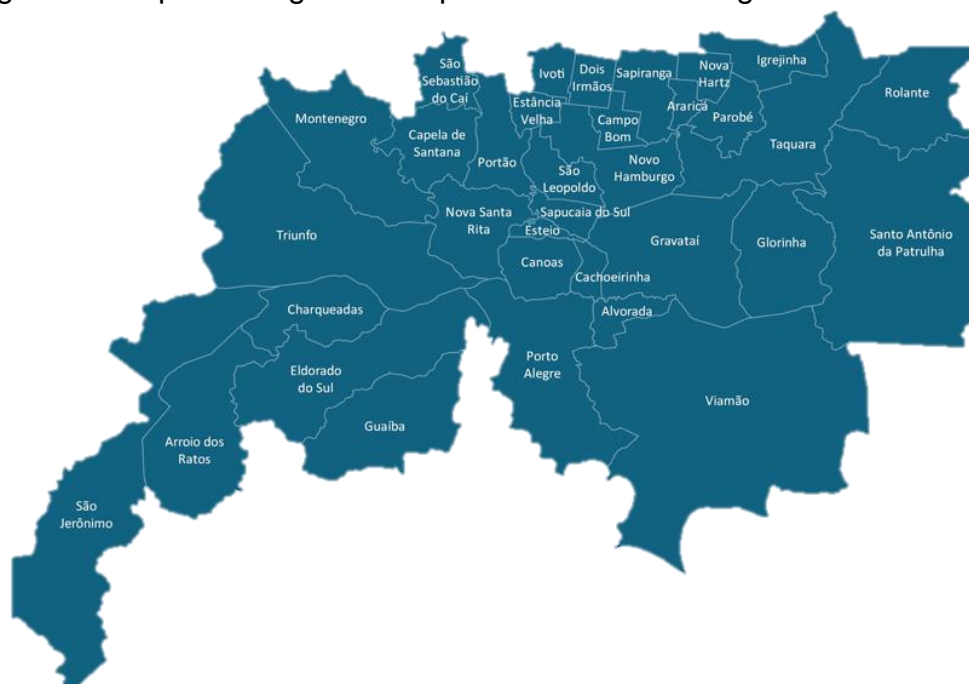 São
Sebastião
do Caí
Ivoti
Dois
Irmãos
Sapiranga
Nova
Hartz
Igrejinha
Rolante
Montenegro
Estância
Velha
Araricá
Parobé
Campo
Bom
Capela de
Santana
Portão
Taquara
São
Leopoldo
Novo
Hamburgo
Nova Santa
Rita
Sapucaia do Sul
Esteio
Triunfo
Gravataí
Glorinha
Santo Antônio
da Patrulha
Canoas
Cachoeirinha
Charqueadas
Alvorada
Porto
Alegre
Eldorado
do Sul
Viamão
Guaíba
Arroio dos
Ratos
São
Jerônimo